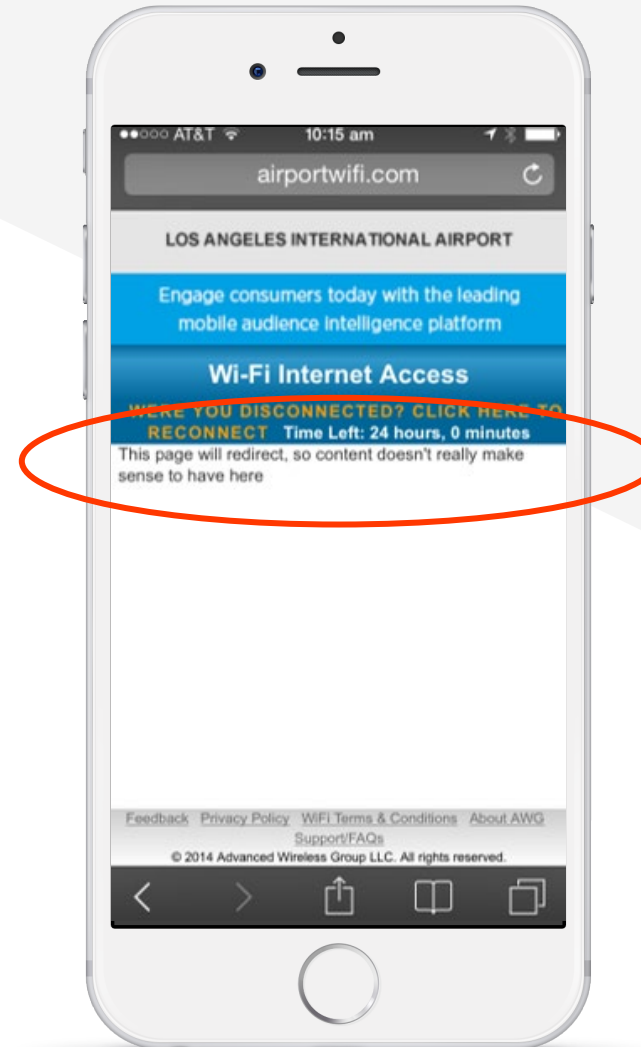 AT&T 10:15 am
airportwifi.com
LOS ANGELES INTERNATIONAL AIRPORT
Engage consumers today with the leading
mobile audience intelligence platform
Wi-Fi Internet Access
WERE YOU DISCONNECTED? CLICK HERE TO
RECONNECT Time Left: 24 hours, 0 minutes
This page will redirect, so content doesn't really make
sense to have here
Feedback Privacy Policy WiFi Terms & Conditions About AWG
Support/FAQs
© 2014 Advanced Wireless Group LLC. All rights reserved.